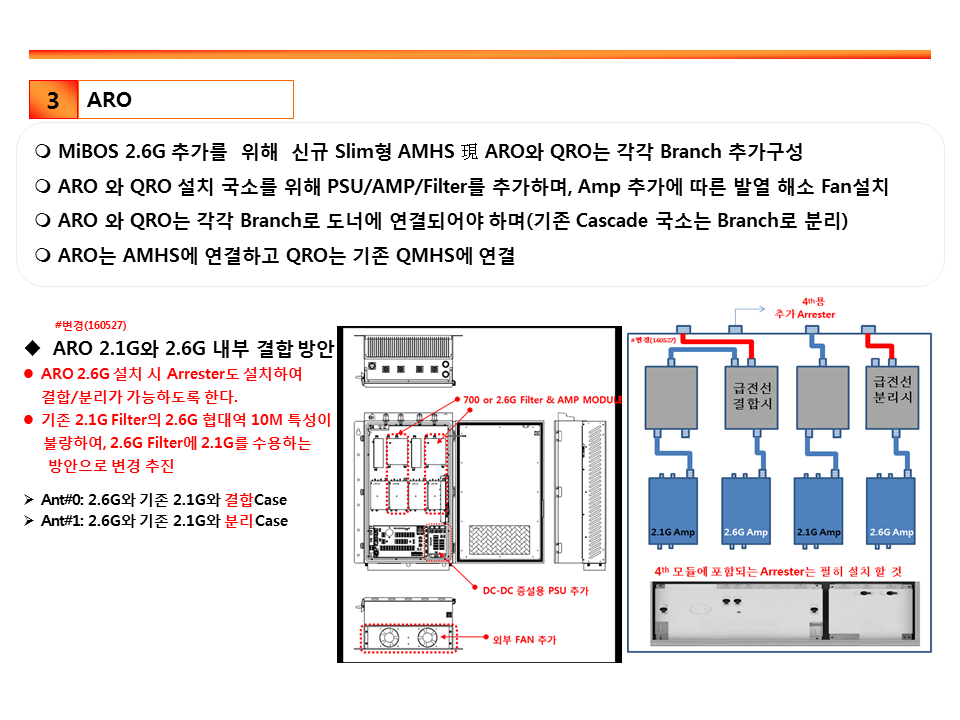 3 ARO
❍ MiBOS 2.6G 추가를 위해 신규 Slim형 AMHS 現 ARO와 QRO는 각각 Branch 추가구성
❍ ARO 와 QRO 설치 국소를 위해 PSU/AMP/Filter를 추가하며, Amp 추가에 따른 발열 해소 Fan설치
❍ ARO 와 QRO는 각각 Branch로 도너에 연결되어야 하며(기존 Cascade 국소는 Branch로 분리)
❍ ARO는 AMHS에 연결하고 QRO는 기존 QMHS에 연결
#변경(160527)
◆ ARO 2.1G와 2.6G 내부 결합 방안
● ARO 2.6G 설치 시 Arrester도 설치하여
결합/분리가 가능하도록 한다.
● 기존 2.1G Filter의 2.6G 협대역 10M 특성이
불량하여, 2.6G Filter에 2.1G를 수용하는
방안으로 변경 추진
➢ Ant#0: 2.6G와 기존 2.1G와 결합Case
➢ Ant#1: 2.6G와 기존 2.1G와 분리 Case
700 or 2.6G Filter & AMP MODULE
DC-DC 증설용 PSU 추가
외부 FAN 추가
4th용
추가 Arrester
#변경(160527)
급전선
결합시
급전선
분리시
2.1G Amp
2.6G Amp
2.1G Amp
2.6G Amp
4th 모듈에 포함되는 Arrester는 필히 설치 할 것